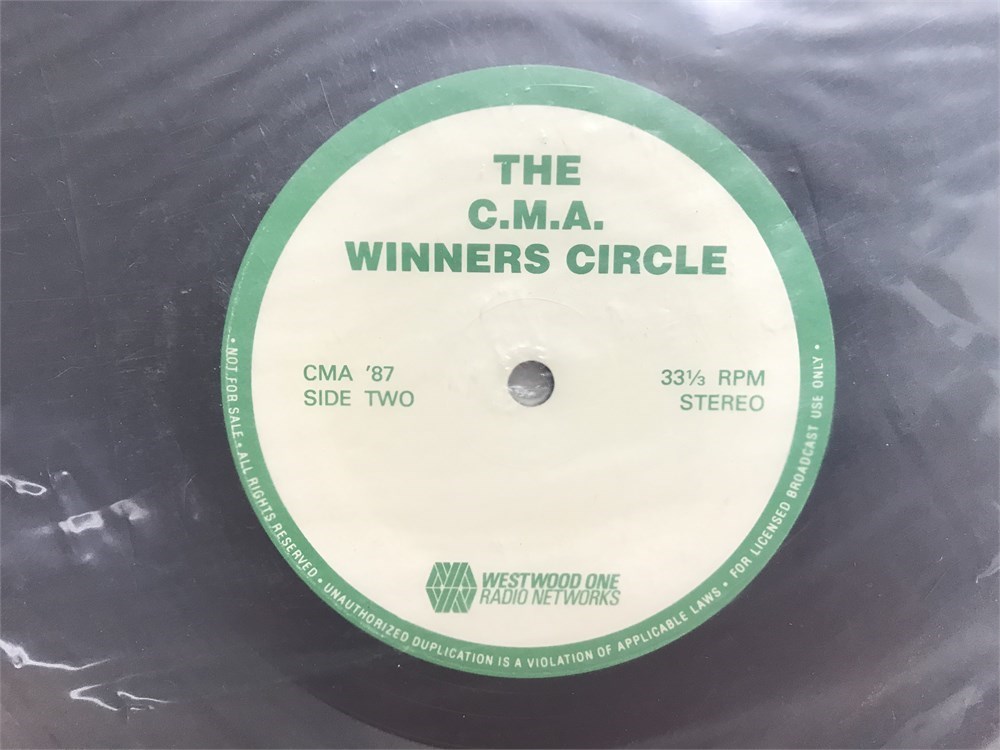 THE
C.M.A.
WINNERS CIRCLE
CMA '87
SIDE TWO
33⅓ RPM
STEREO
WESTWOOD ONE
RADIO NETWORKS
• NOT FOR SALE • ALL RIGHTS RESERVED • UNAUTHORIZED DUPLICATION IS A VIOLATION OF APPLICABLE LAWS • FOR LICENSED BROADCAST USE ONLY •